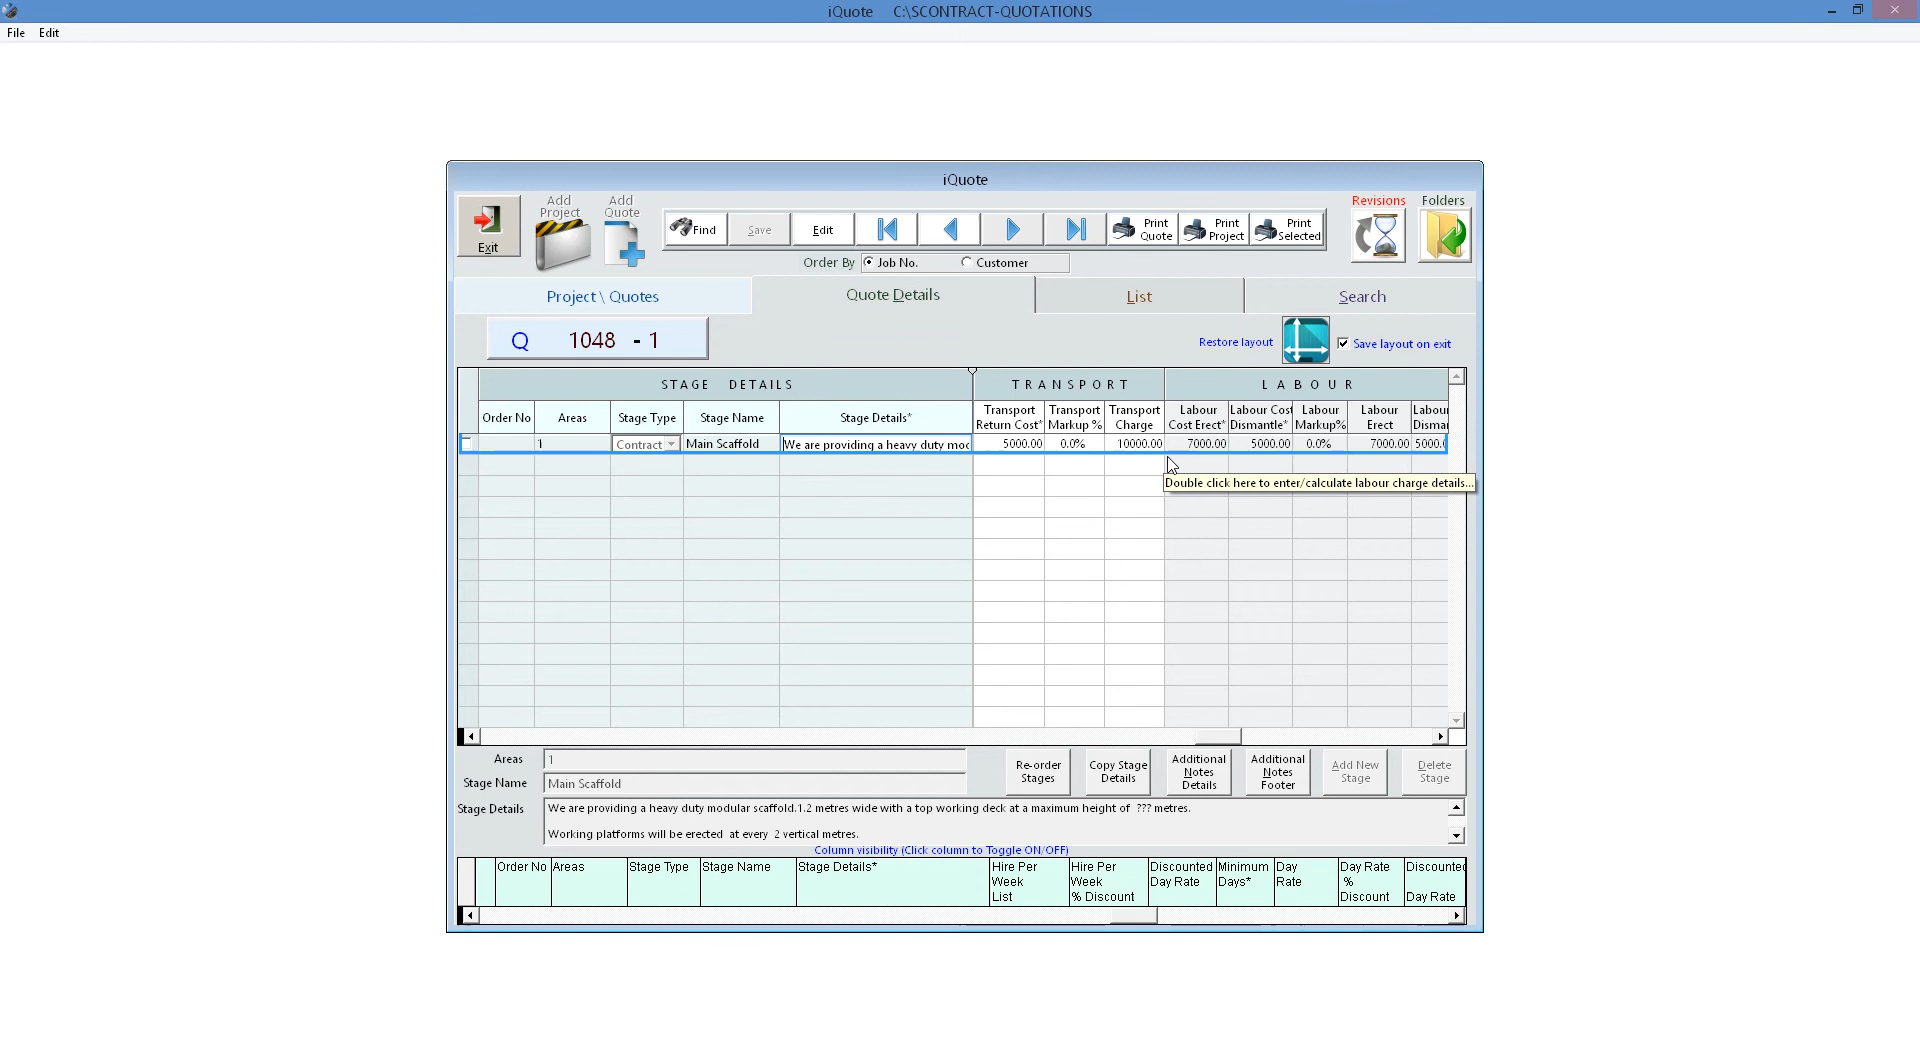 iQuote C:\SCONTRACT-QUOTATIONS
File Edit
iQuote
Exit
Add
Project
Add
Quote
Find
Save
Edit
Print
Quote
Print
Project
Print
Selected
Revisions
Folders
Order By Job No. Customer
Project \ Quotes
Quote Details
List
Search
Q 1048 - 1
Restore layout
Save layout on exit
STAGE DETAILS TRANSPORT LABOUR
Order No
Areas
Stage Type
Stage Name
Stage Details*
Transport
Return Cost*
Transport
Markup %
Transport
Charge
Labour
Cost Erect*
Labour Cost
Dismantle*
Labour
Markup%
Labour
Erect
Labour
Disman
1 Contract Main Scaffold We are providing a heavy duty moc 5000.00 0.0% 10000.00 7000.00 5000.00 0.0% 7000.00 5000.0
Double click here to enter/calculate labour charge details...
Areas 1
Stage Name Main Scaffold
Stage Details We are providing a heavy duty modular scaffold.1.2 metres wide with a top working deck at a maximum height of ??? metres.
Working platforms will be erected at every 2 vertical metres.
Re-order
Stages
Copy Stage
Details
Additional
Notes
Details
Additional
Notes
Footer
Add New
Stage
Delete
Stage
Column visibility (Click column to Toggle ON/OFF)
Order No
Areas
Stage Type
Stage Name
Stage Details*
Hire Per
Week
List
Hire Per
Week
% Discount
Discounted
Day Rate
Minimum
Days*
Day
Rate
Day Rate
%
Discount
Discounted
Day Rate